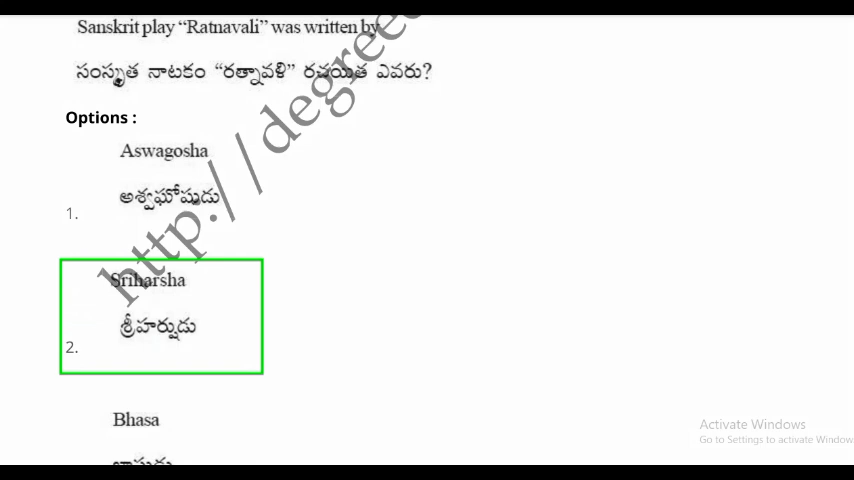 Sanskrit play “Ratnavali” was written by
సంస్కృత నాటకం “రత్నావళి” రచయిత ఎవరు?
http://degree
Options :
Aswagosha
అశ్వఘోషుడు
1.
Sriharsha
శ్రీహర్షుడు
2.
Bhasa
Activate Windows
Go to Settings to activate Window